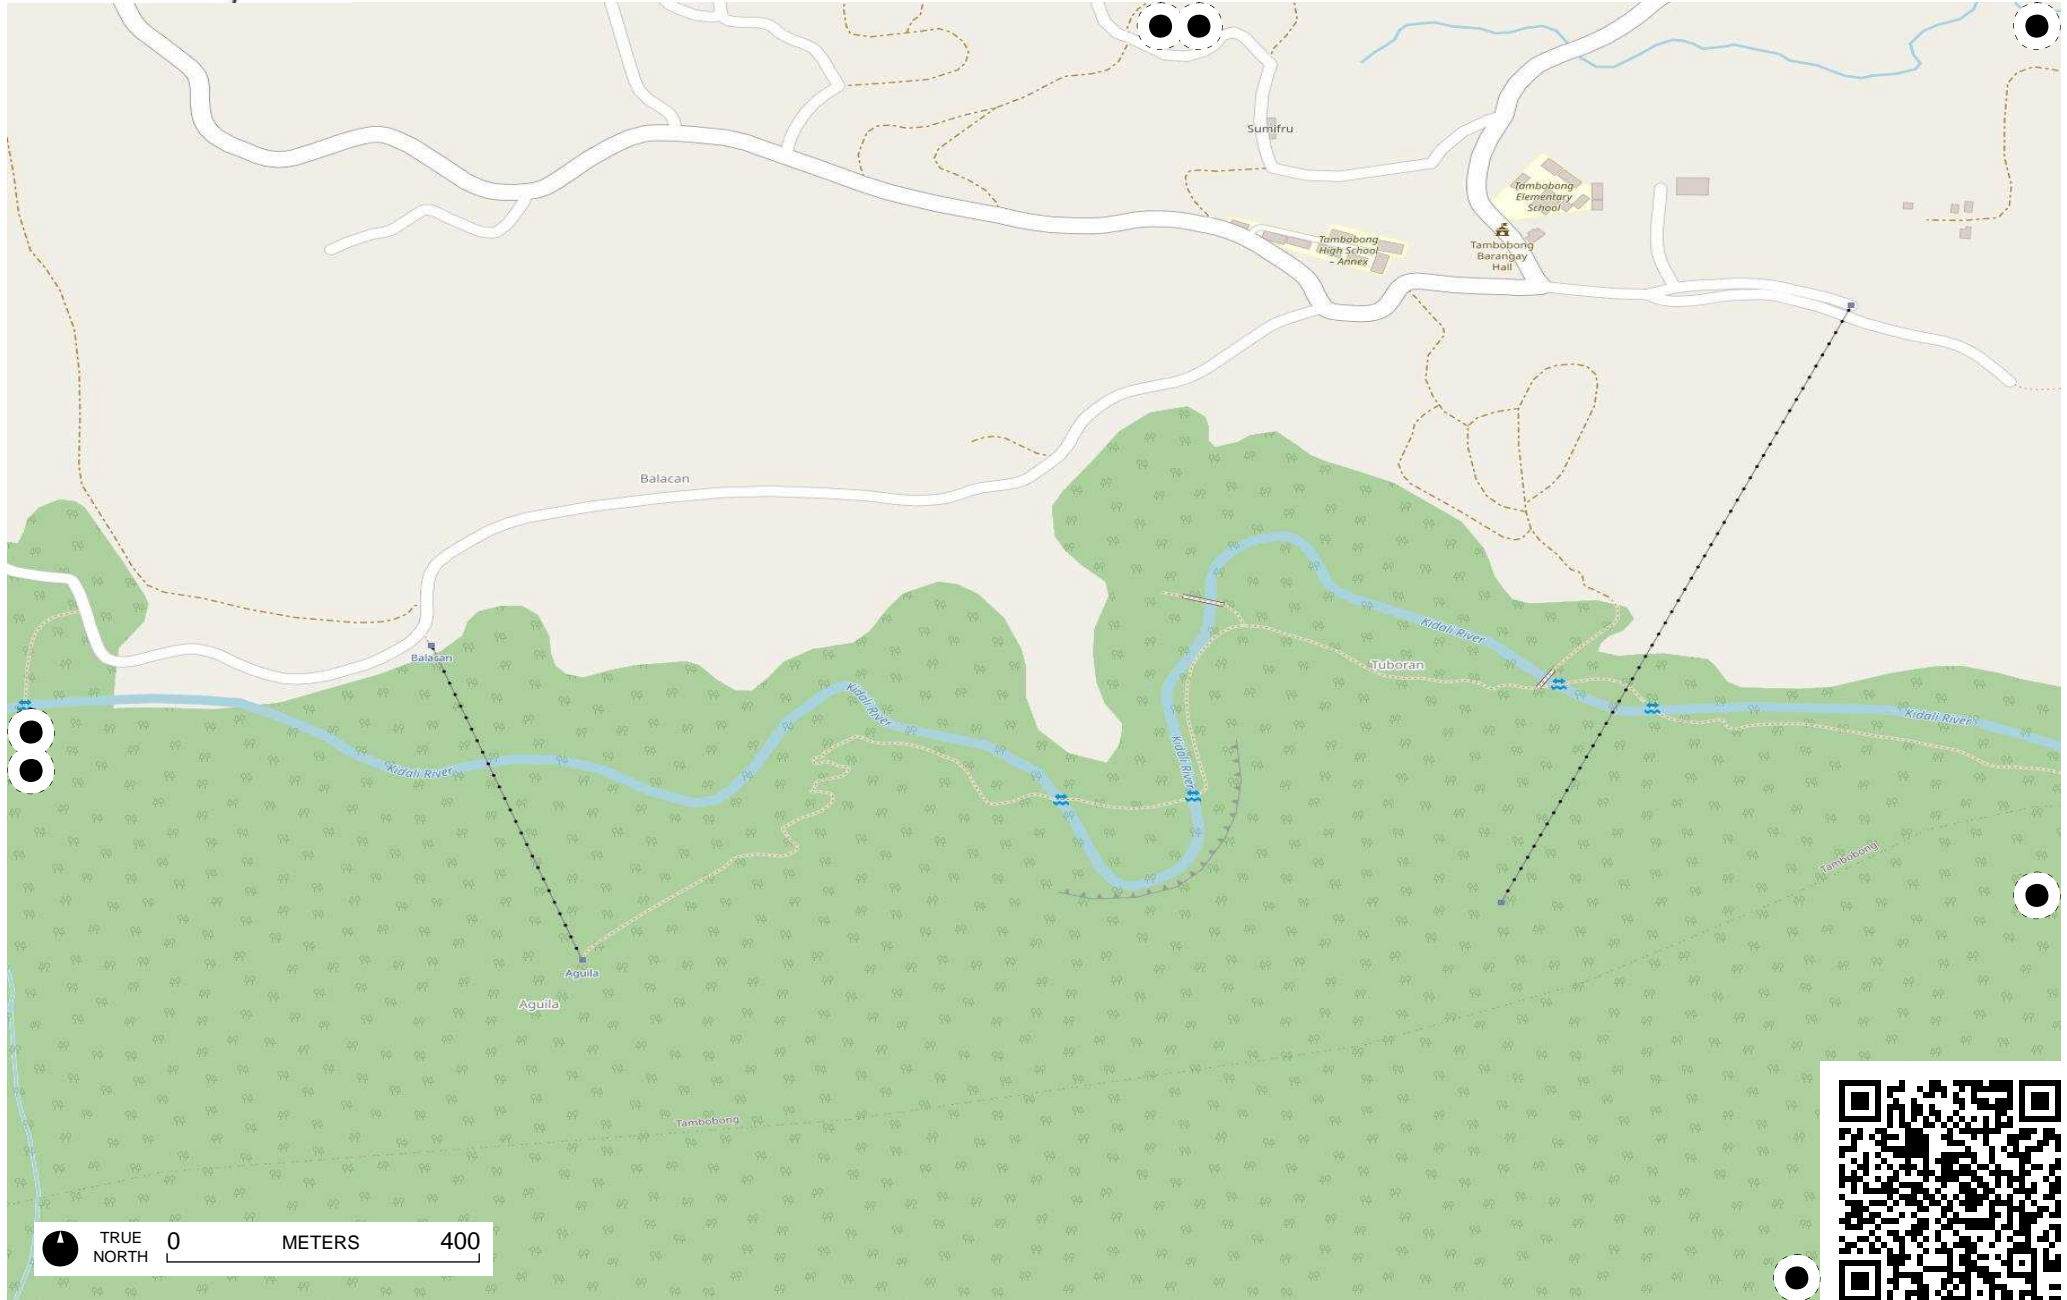 Sumifru
Tambobong
Elementary
School
Tambobong
High School
- Annex
Tambobong
Barangay
Hall
Balacan
Kidali River
Balacan
Tuboran
Kidali River
Kidali River
Kidali River
Kidali River
Tambobong
Aguila
Aguila
Tambobong
TRUE
NORTH
0
METERS
400